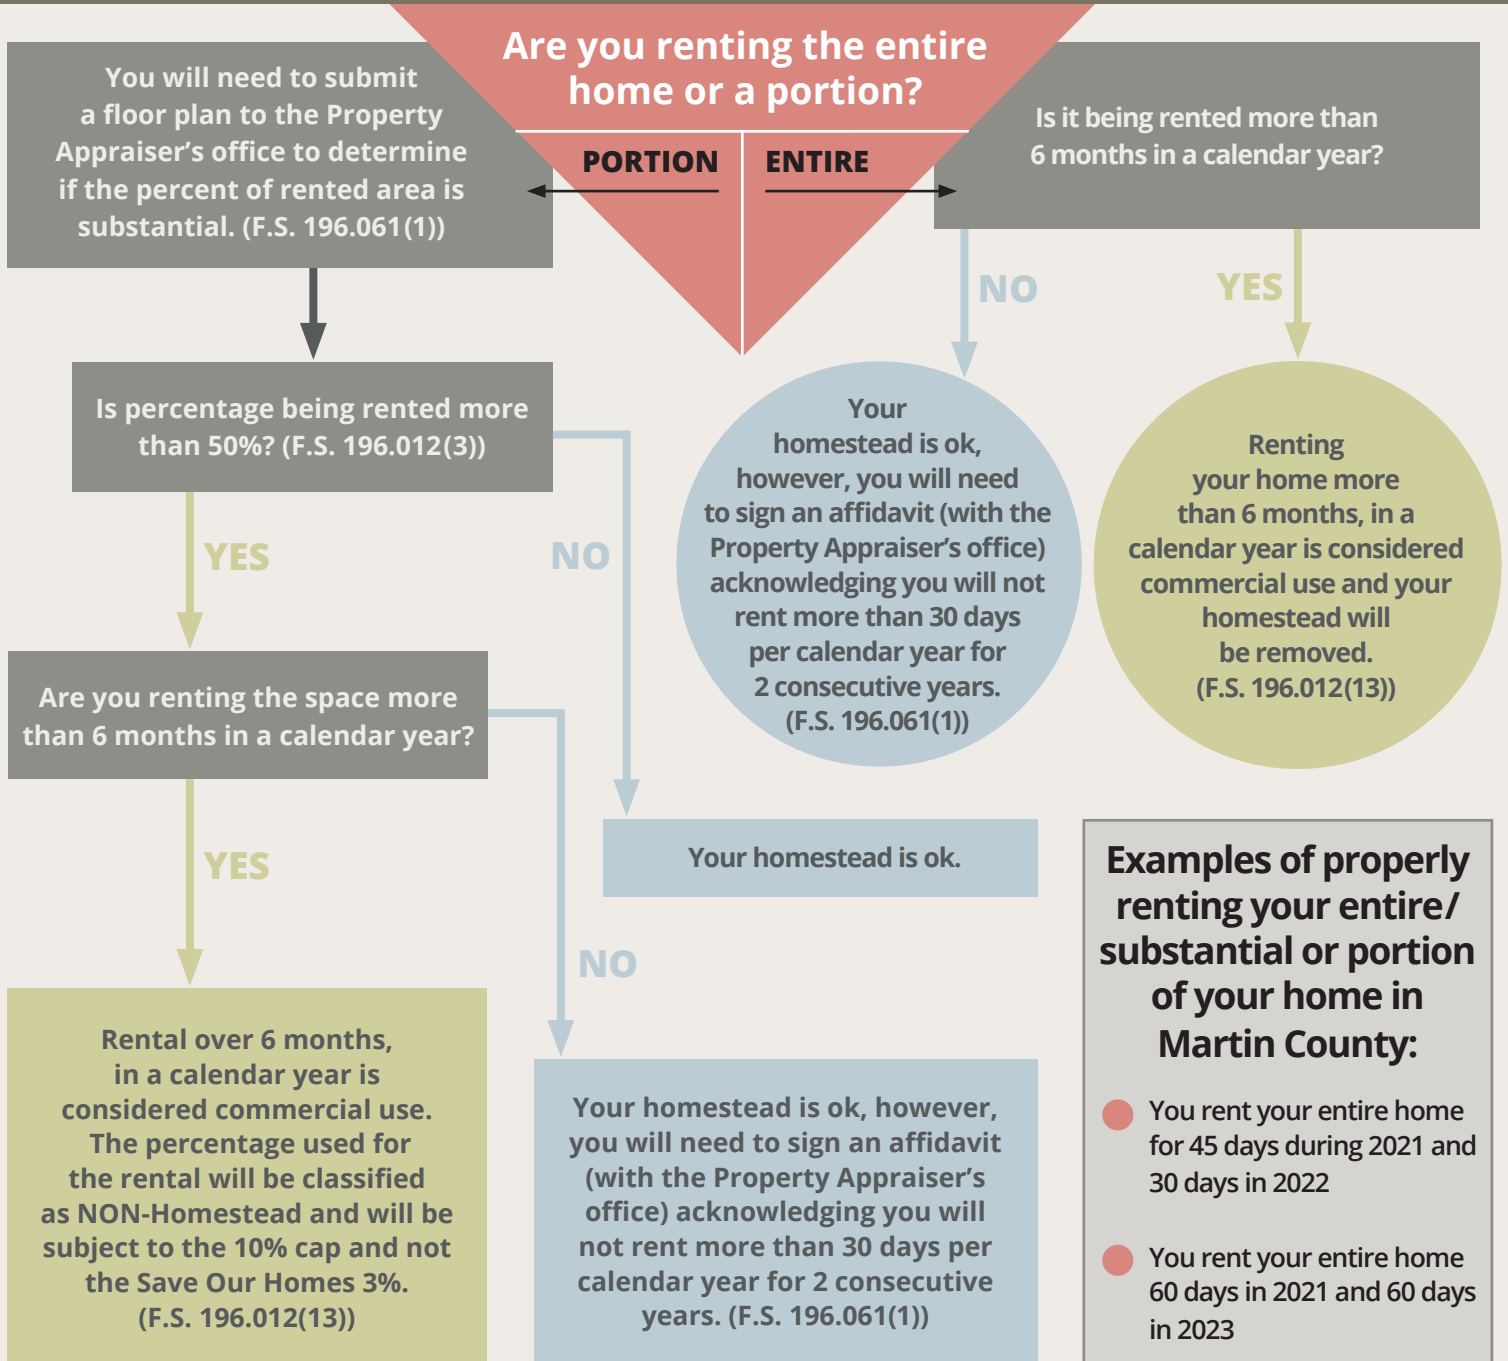 Are you renting the entire
home or a portion?
PORTION
ENTIRE
You will need to submit
a floor plan to the Property
Appraiser’s office to determine
if the percent of rented area is
substantial. (F.S. 196.061(1))
Is it being rented more than
6 months in a calendar year?
NO
YES
Is percentage being rented more
than 50%? (F.S. 196.012(3))
YES
NO
Your
homestead is ok,
however, you will need
to sign an affidavit (with the
Property Appraiser’s office)
acknowledging you will not
rent more than 30 days
per calendar year for
2 consecutive years.
(F.S. 196.061(1))
Renting
your home more
than 6 months, in a
calendar year is considered
commercial use and your
homestead will
be removed.
(F.S. 196.012(13))
Are you renting the space more
than 6 months in a calendar year?
YES
NO
Your homestead is ok.
Rental over 6 months,
in a calendar year is
considered commercial use.
The percentage used for
the rental will be classified
as NON-Homestead and will be
subject to the 10% cap and not
the Save Our Homes 3%.
(F.S. 196.012(13))
Your homestead is ok, however,
you will need to sign an affidavit
(with the Property Appraiser’s
office) acknowledging you will
not rent more than 30 days per
calendar year for 2 consecutive
years. (F.S. 196.061(1))
Examples of properly
renting your entire/
substantial or portion
of your home in
Martin County:
You rent your entire home
for 45 days during 2021 and
30 days in 2022
You rent your entire home
60 days in 2021 and 60 days
in 2023